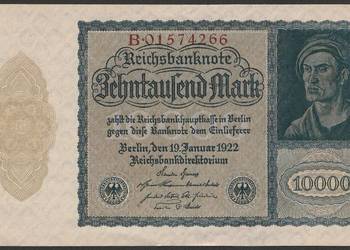 B·01574266
Reichsbanknote
Zehntausend Mark
zahlt die Reichsbankhauptkasse in Berlin
gegen diese Banknote dem Einlieferer
Berlin, den 19. Januar 1922
Reichsbankdirektorium
10000